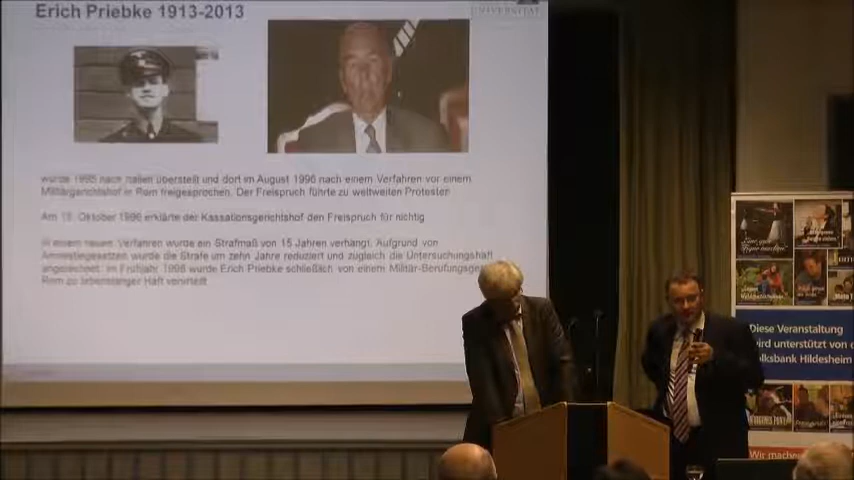 Erich Priebke 1913-2013
UNIVERSITÄT
wurde 1995 nach Italien überstellt und dort im August 1996 nach einem Verfahren vor einem
Militärgerichtshof in Rom freigesprochen. Der Freispruch führte zu weltweiten Protesten
Am 15. Oktober 1996 erklärte der Kassationsgerichtshof den Freispruch für nichtig
In einem neuen Verfahren wurde ein Strafmaß von 15 Jahren verhängt. Aufgrund von
Amnestiegesetzen wurde die Strafe um zehn Jahre reduziert und zugleich die Untersuchungshaft
angerechnet. Im Frühjahr 1998 wurde Erich Priebke schließlich von einem Militär-Berufungsgericht
Rom zu lebenslanger Haft verurteilt
Diese Veranstaltung
wird unterstützt von
Volksbank Hildesheim
Wir machen